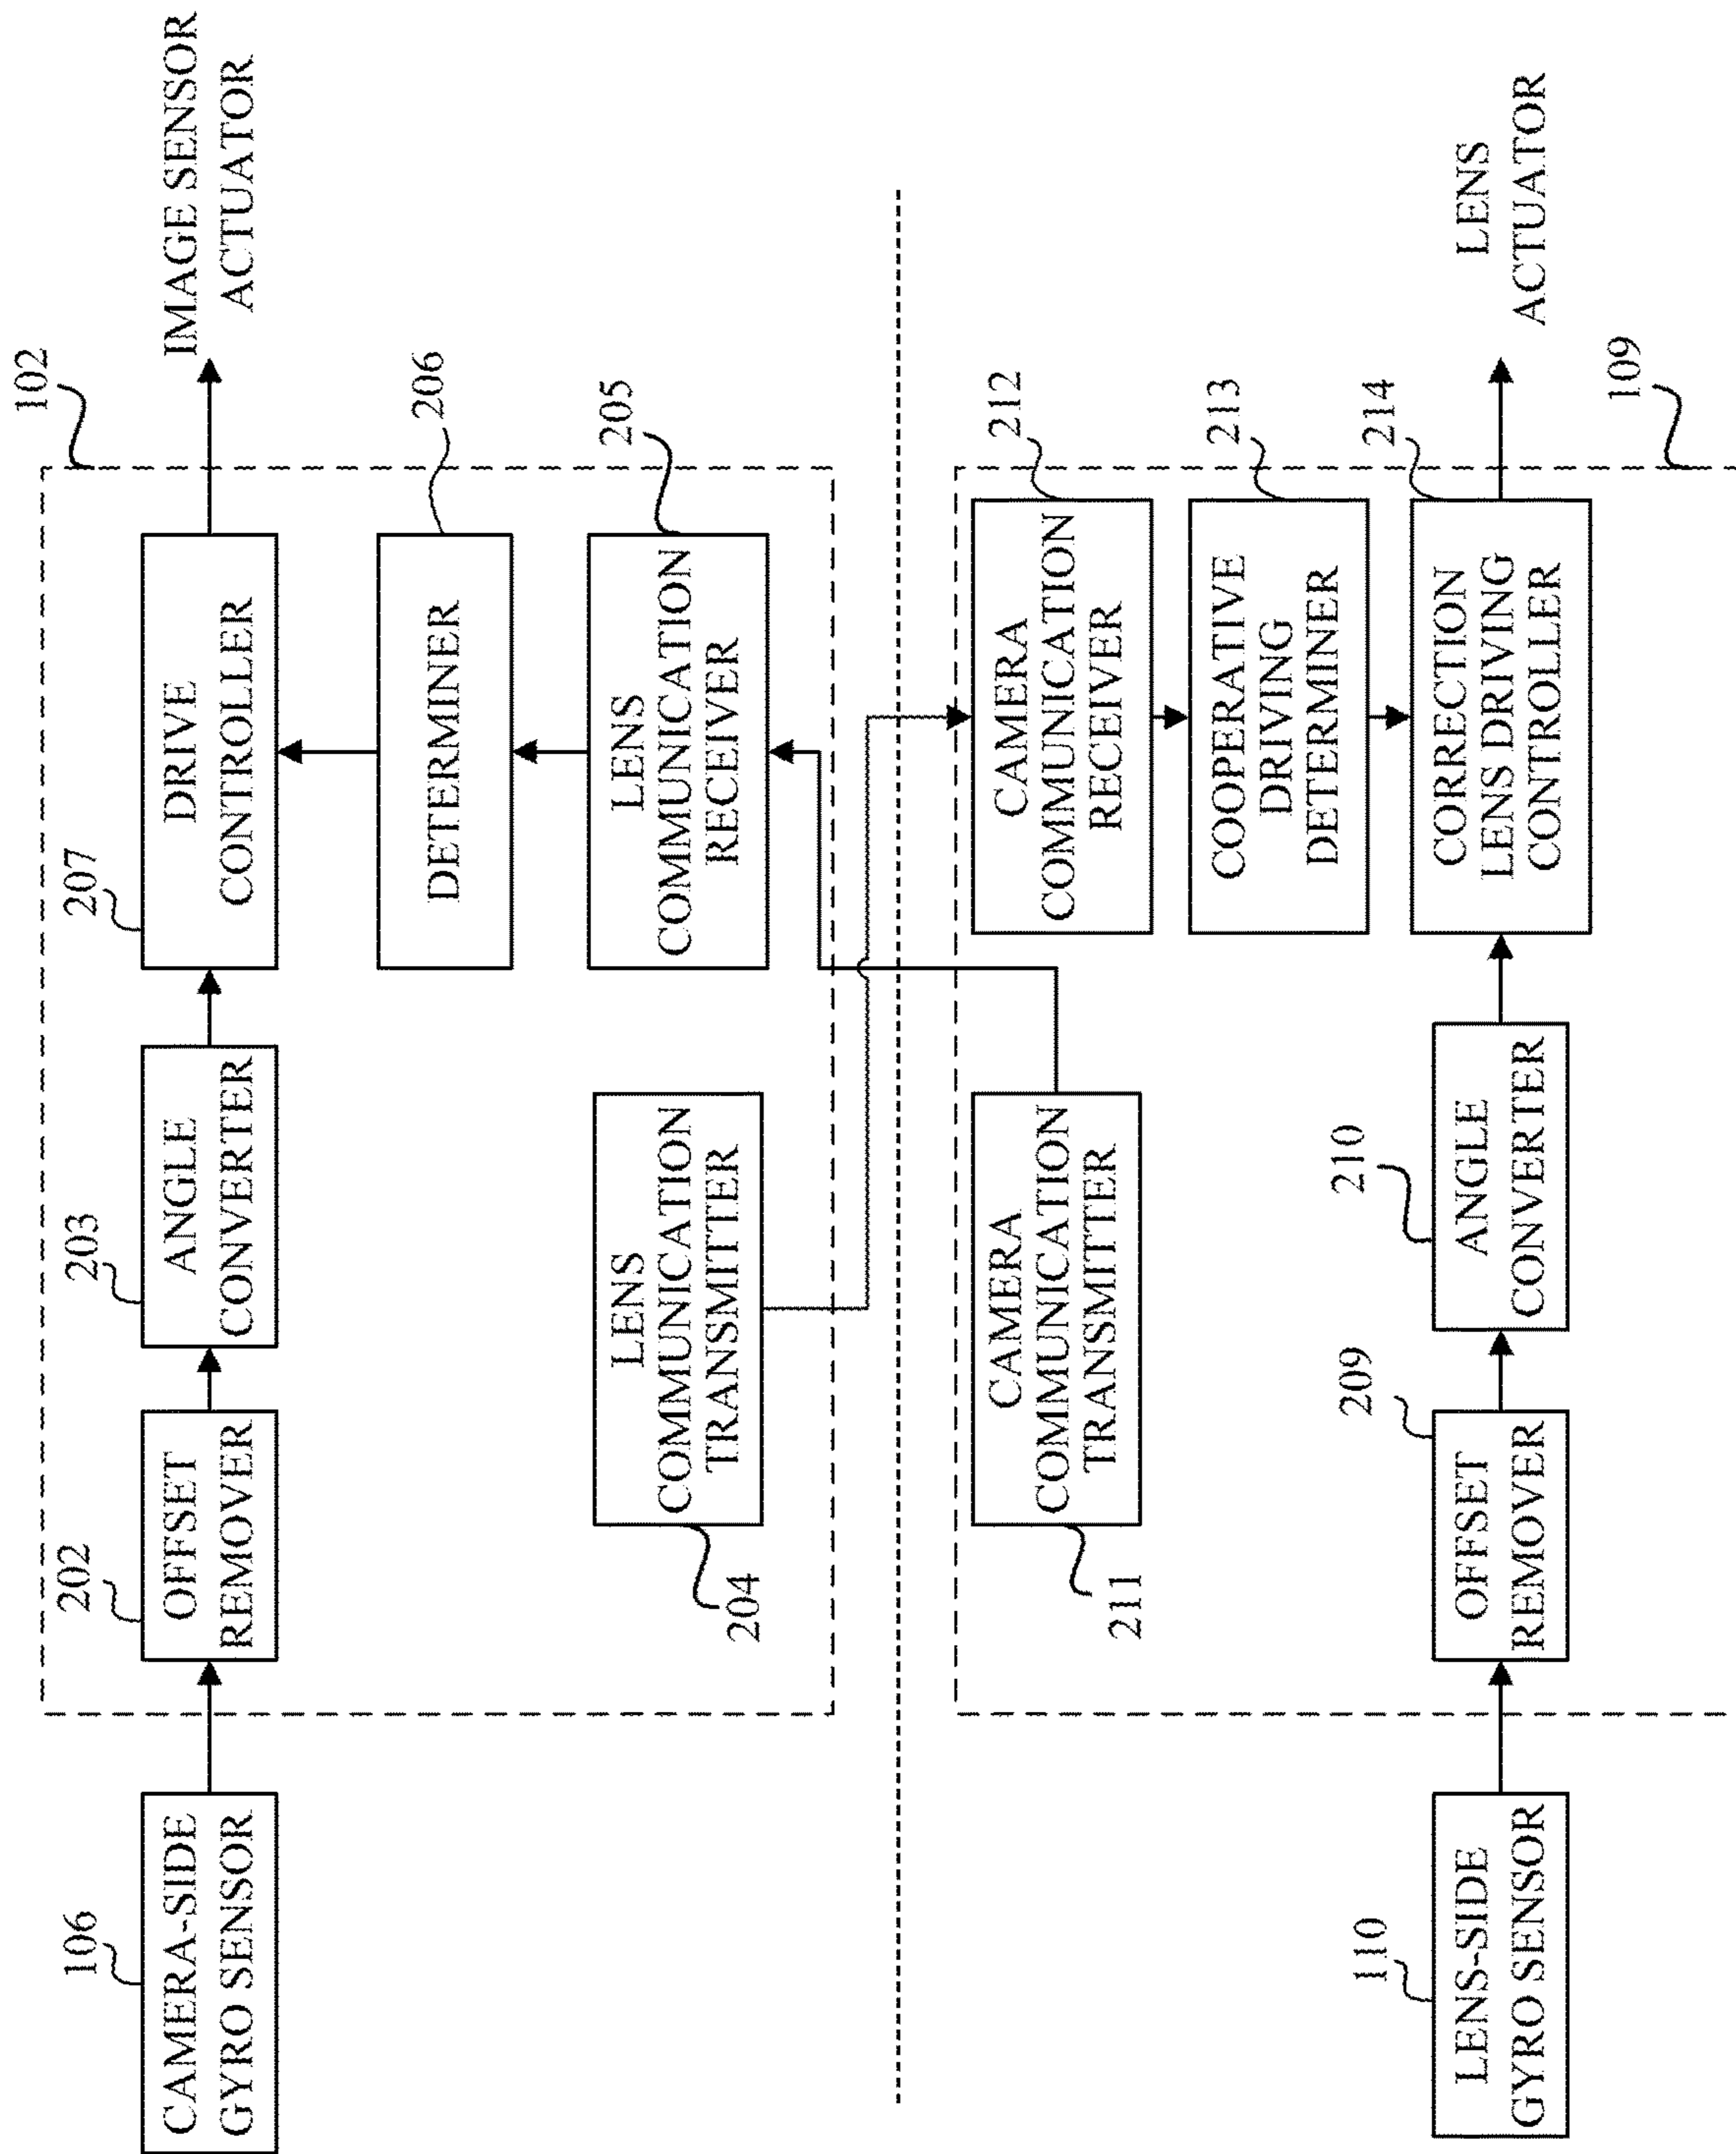 102
106
CAMERA-SIDE
GYRO SENSOR
202
OFFSET
REMOVER
203
ANGLE
CONVERTER
207
DRIVE
CONTROLLER
IMAGE SENSOR
ACTUATOR
206
DETERMINER
204
LENS
COMMUNICATION
TRANSMITTER
205
LENS
COMMUNICATION
RECEIVER
211
CAMERA
COMMUNICATION
TRANSMITTER
212
CAMERA
COMMUNICATION
RECEIVER
213
COOPERATIVE
DRIVING
DETERMINER
110
LENS-SIDE
GYRO SENSOR
209
OFFSET
REMOVER
210
ANGLE
CONVERTER
214
CORRECTION
LENS DRIVING
CONTROLLER
LENS
ACTUATOR
109